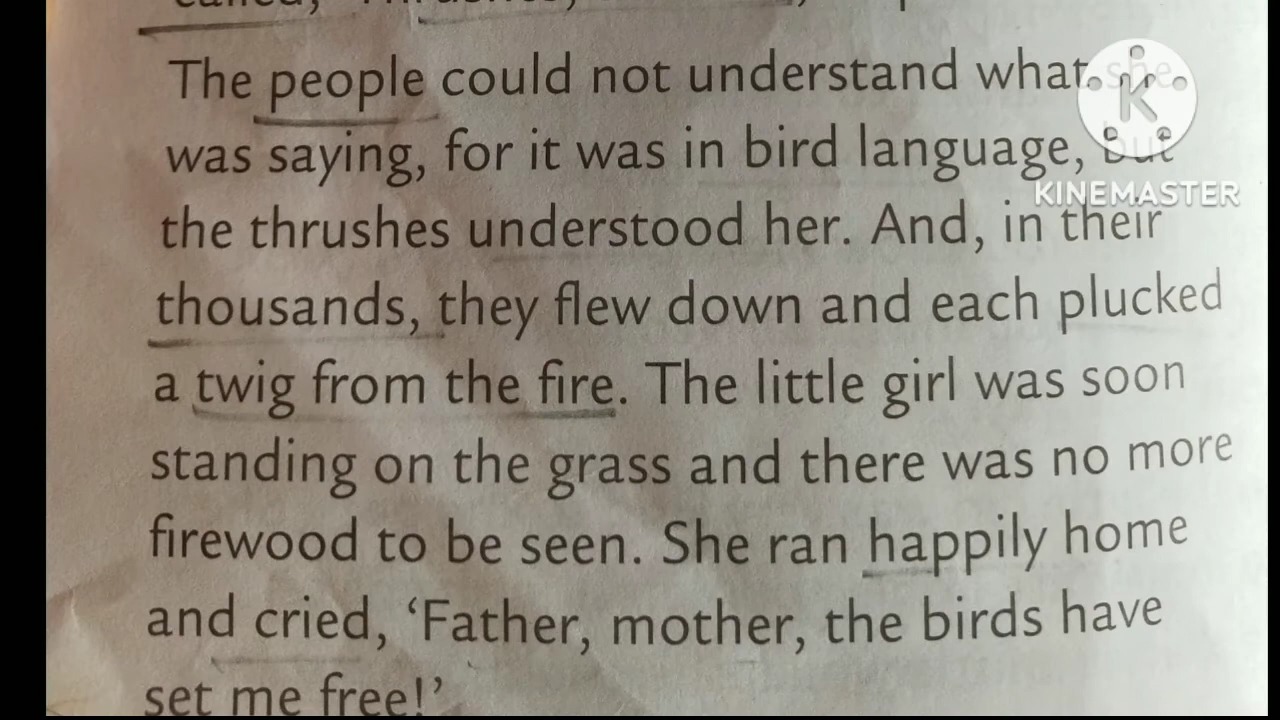 The people could not understand what she
was saying, for it was in bird language, but
the thrushes understood her. And, in their
thousands, they flew down and each plucked
a twig from the fire. The little girl was soon
standing on the grass and there was no more
firewood to be seen. She ran happily home
and cried, ‘Father, mother, the birds have
set me free!’
K
KINEMASTER